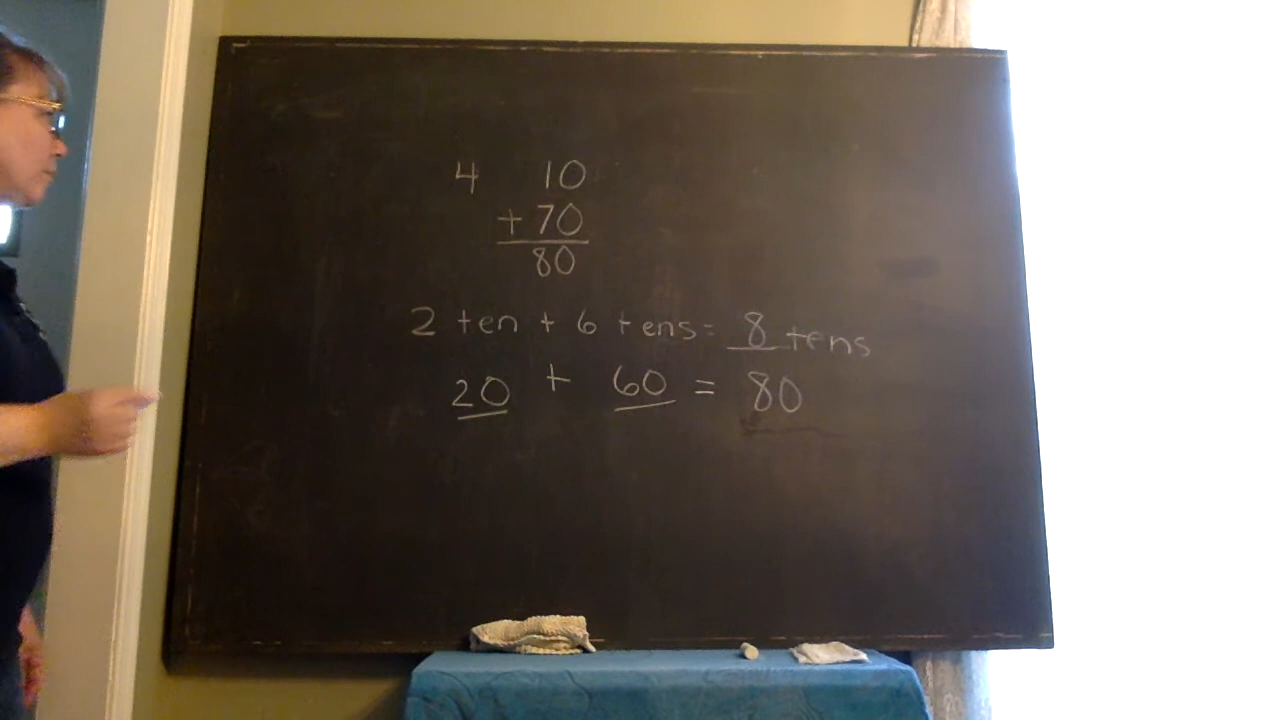 4 10
+ 70
80
2 ten + 6 tens = 8 tens
20 + 60 = 80